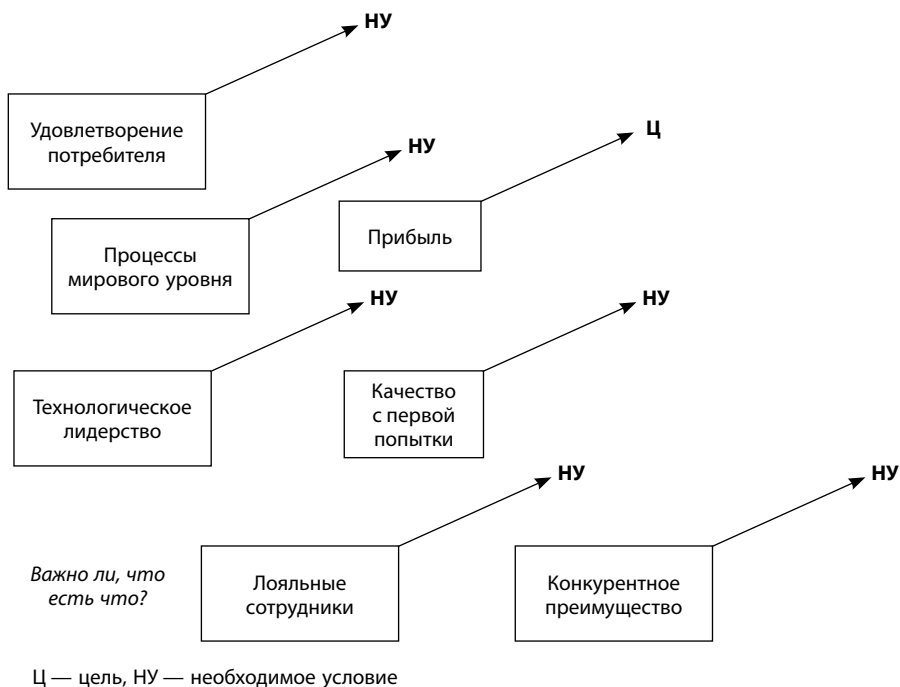 НУ
Удовлетворение
потребителя
НУ
Ц
Процессы
мирового уровня
Прибыль
НУ
НУ
Технологическое
лидерство
Качество
с первой
попытки
НУ
НУ
Важно ли, что
есть что?
Лояльные
сотрудники
Конкурентное
преимущество
Ц — цель, НУ — необходимое условие